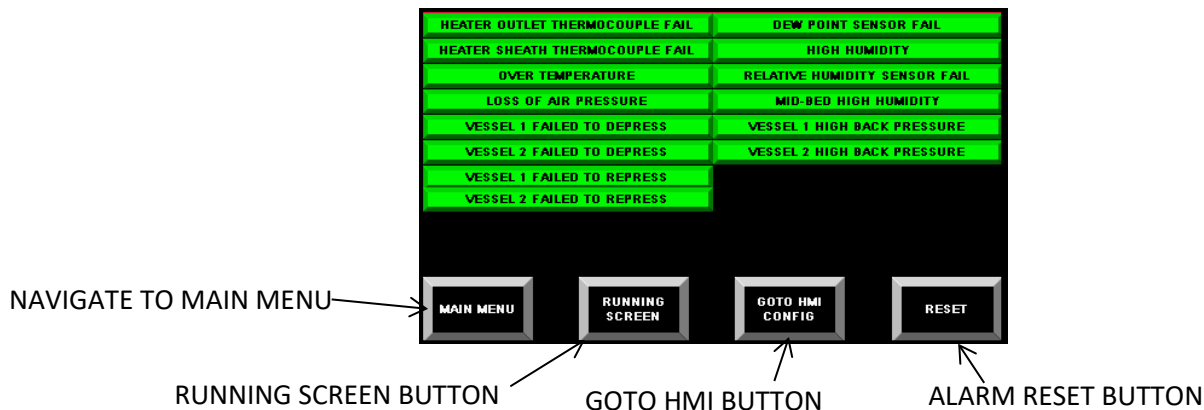 HEATER OUTLET THERMOCOUPLE FAIL
DEW POINT SENSOR FAIL
HEATER SHEATH THERMOCOUPLE FAIL
HIGH HUMIDITY
OVER TEMPERATURE
RELATIVE HUMIDITY SENSOR FAIL
LOSS OF AIR PRESSURE
MID-BED HIGH HUMIDITY
VESSEL 1 FAILED TO DEPRESS
VESSEL 1 HIGH BACK PRESSURE
VESSEL 2 FAILED TO DEPRESS
VESSEL 2 HIGH BACK PRESSURE
VESSEL 1 FAILED TO REPRESS
VESSEL 2 FAILED TO REPRESS
NAVIGATE TO MAIN MENU
MAIN MENU
RUNNING
SCREEN
GOTO HMI
CONFIG
RESET
RUNNING SCREEN BUTTON
GOTO HMI BUTTON
ALARM RESET BUTTON